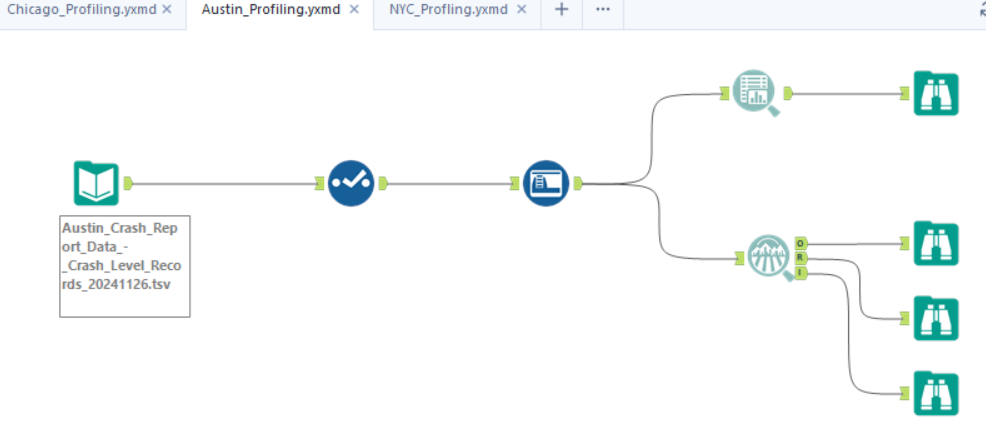 Chicago_Profiling.yxmd
Austin_Profiling.yxmd
NYC_Profling.yxmd
Austin_Crash_Rep
ort_Data_-
_Crash_Level_Reco
rds_20241126.tsv
O
R
I